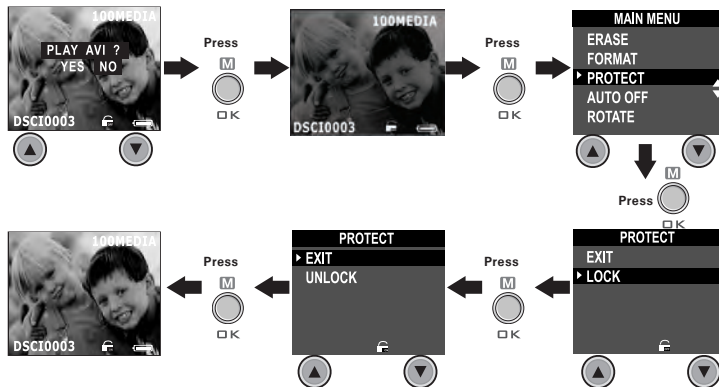 100MEDIA
PLAY AVI ?
YES NO
DSCI0003
Press
M
OK
100MEDIA
DSCI0003
Press
M
OK
MAIN MENU
ERASE
FORMAT
PROTECT
AUTO OFF
ROTATE
Press
M
OK
PROTECT
EXIT
LOCK
Press
M
OK
PROTECT
EXIT
UNLOCK
Press
M
OK
100MEDIA
DSCI0003